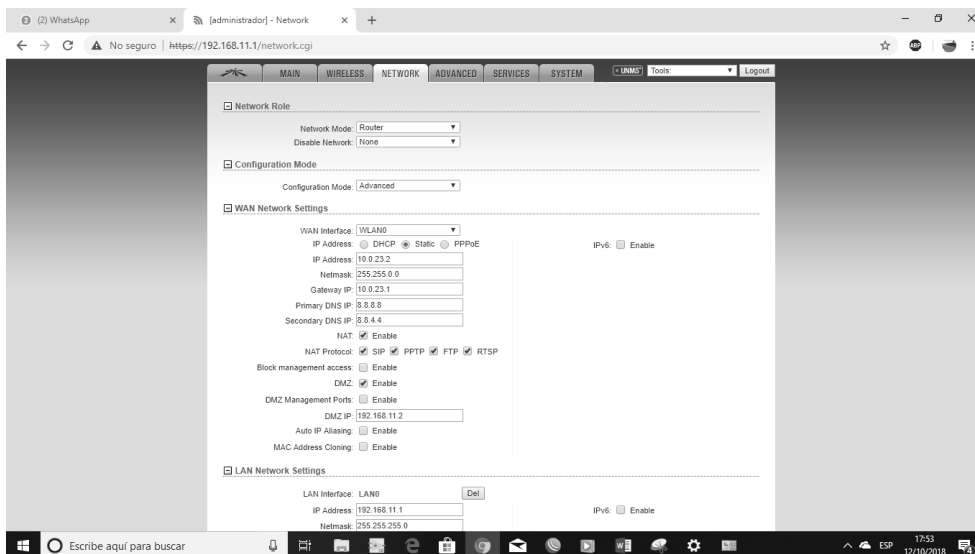 (2) WhatsApp
[administrador] - Network
No seguro | https://192.168.11.1/network.cgi
ABP
MAIN WIRELESS NETWORK ADVANCED SERVICES SYSTEM UNMS Tools: Logout
Network Role
Network Mode: Router
Disable Network: None
Configuration Mode
Configuration Mode: Advanced
WAN Network Settings
WAN Interface: WLAN0
IP Address: DHCP Static PPPoE IPv6: Enable
IP Address: 10.0.23.2
Netmask: 255.255.0.0
Gateway IP: 10.0.23.1
Primary DNS IP: 8.8.8.8
Secondary DNS IP: 8.8.4.4
NAT: Enable
NAT Protocol: SIP PPTP FTP RTSP
Block management access: Enable
DMZ: Enable
DMZ Management Ports: Enable
DMZ IP: 192.168.11.2
Auto IP Aliasing: Enable
MAC Address Cloning: Enable
LAN Network Settings
LAN Interface: LAN0 Del
IP Address: 192.168.11.1 IPv6: Enable
Netmask: 255.255.255.0
Escribe aquí para buscar
ESP
17:53
12/10/2018